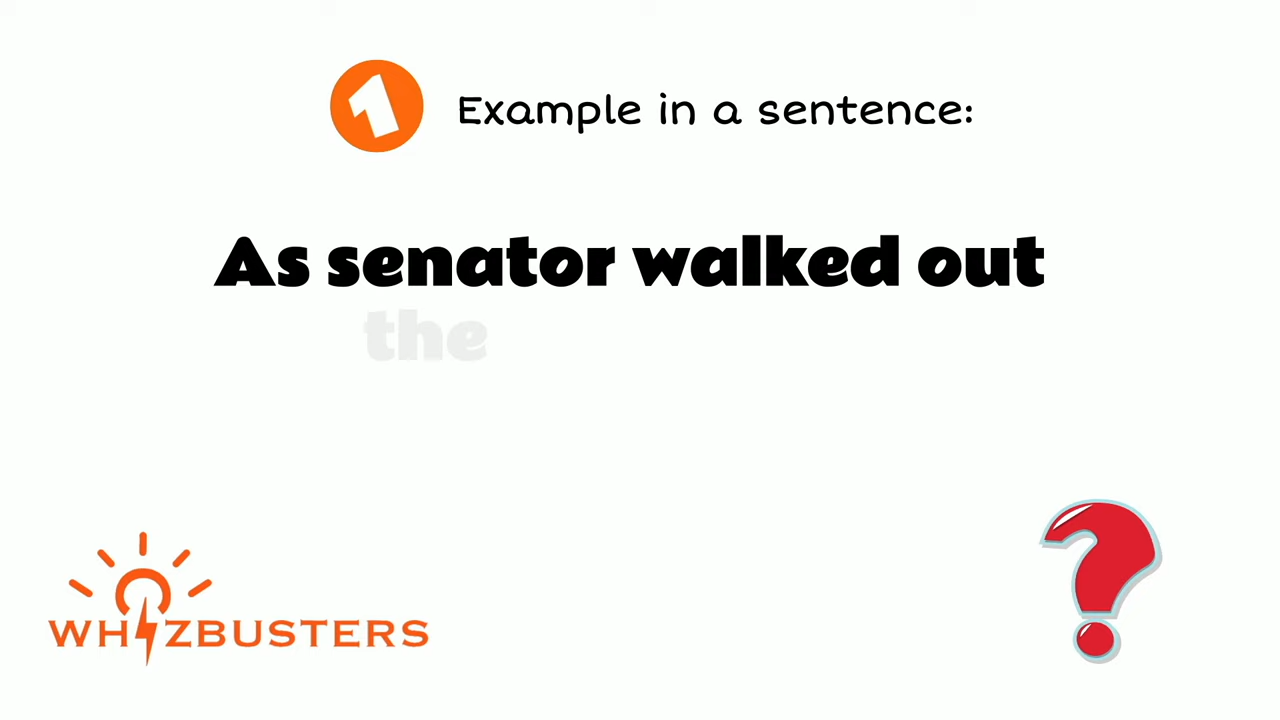 1 Example in a sentence:
As senator walked out
the
WHIZBUSTERS
?